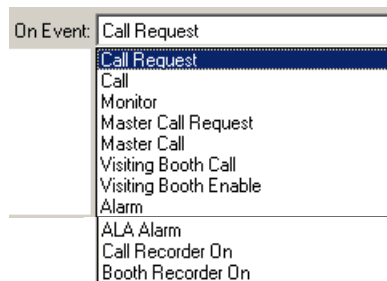 On Event: Call Request
Call Request
Call
Monitor
Master Call Request
Master Call
Visiting Booth Call
Visiting Booth Enable
Alarm
ALA Alarm
Call Recorder On
Booth Recorder On